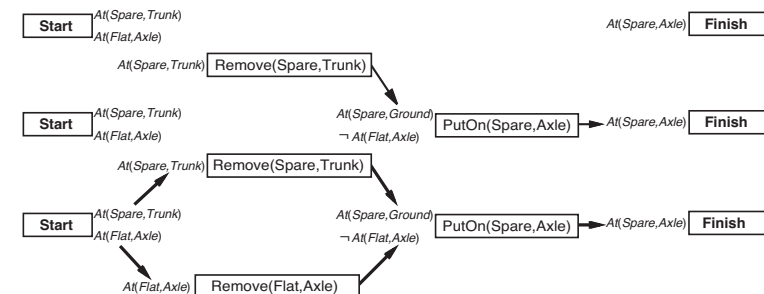 Start At(Spare,Trunk) At(Flat,Axle) At(Spare,Axle) Finish
At(Spare,Trunk) Remove(Spare,Trunk)
Start At(Spare,Trunk) At(Flat,Axle) At(Spare,Ground) ¬ At(Flat,Axle) PutOn(Spare,Axle) At(Spare,Axle) Finish
At(Spare,Trunk) Remove(Spare,Trunk)
Start At(Spare,Trunk) At(Flat,Axle) At(Spare,Ground) ¬ At(Flat,Axle) PutOn(Spare,Axle) At(Spare,Axle) Finish
At(Flat,Axle) Remove(Flat,Axle)